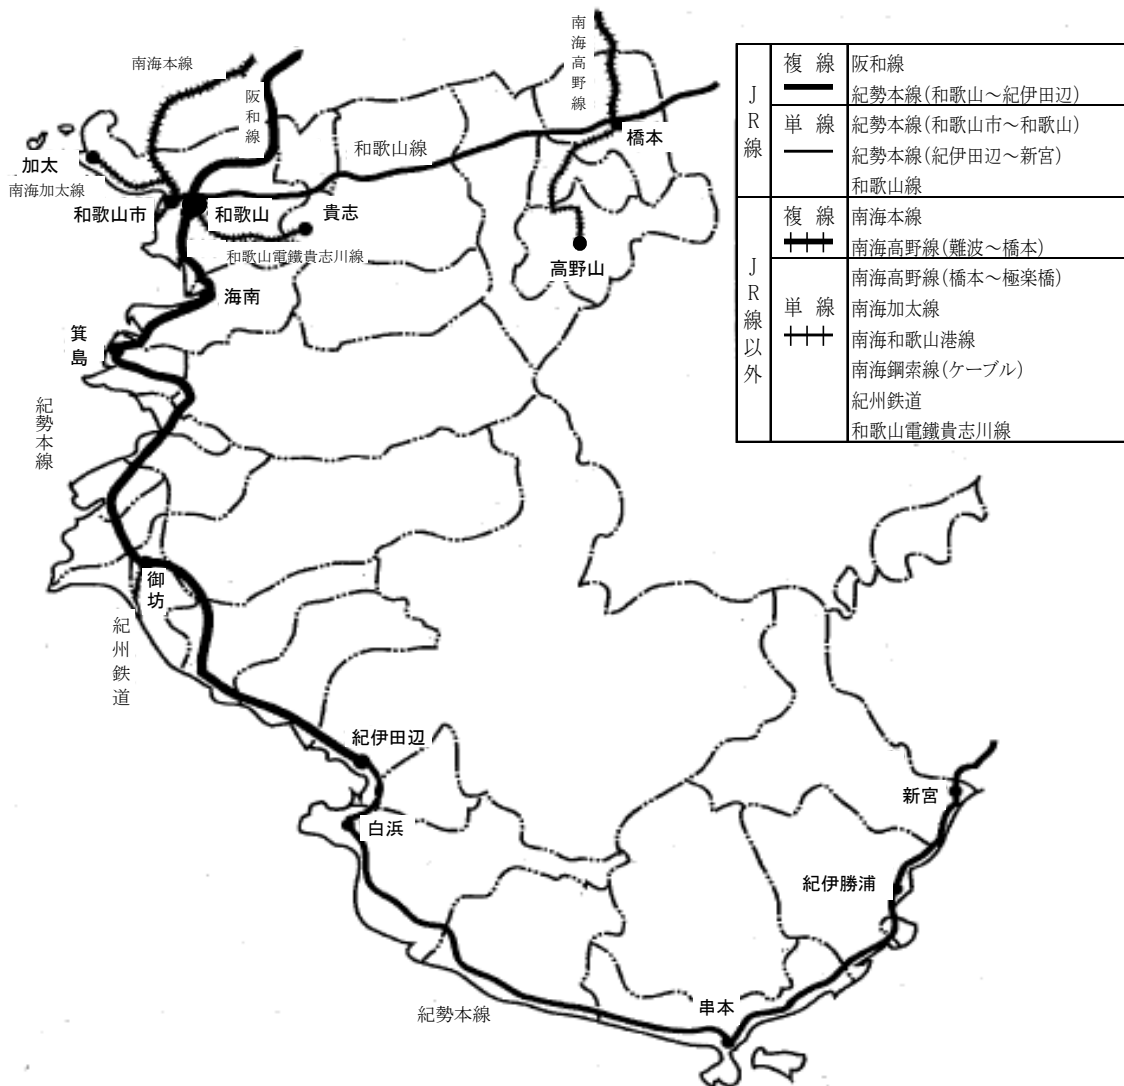 南海本線
阪和線
南海高野線
加太
南海加太線
和歌山市
和歌山
和歌山線
橋本
貴志
和歌山電鐵貴志川線
高野山
海南
箕島
紀勢本線
御坊
紀州鉄道
紀伊田辺
白浜
新宮
紀伊勝浦
串本
紀勢本線
JR線
複線
阪和線
紀勢本線(和歌山～紀伊田辺)
単線
紀勢本線(和歌山市～和歌山)
紀勢本線(紀伊田辺～新宮)
和歌山線
JR線以外
複線
南海本線
南海高野線(難波～橋本)
単線
南海高野線(橋本～極楽橋)
南海加太線
南海和歌山港線
南海鋼索線(ケーブル)
紀州鉄道
和歌山電鐵貴志川線